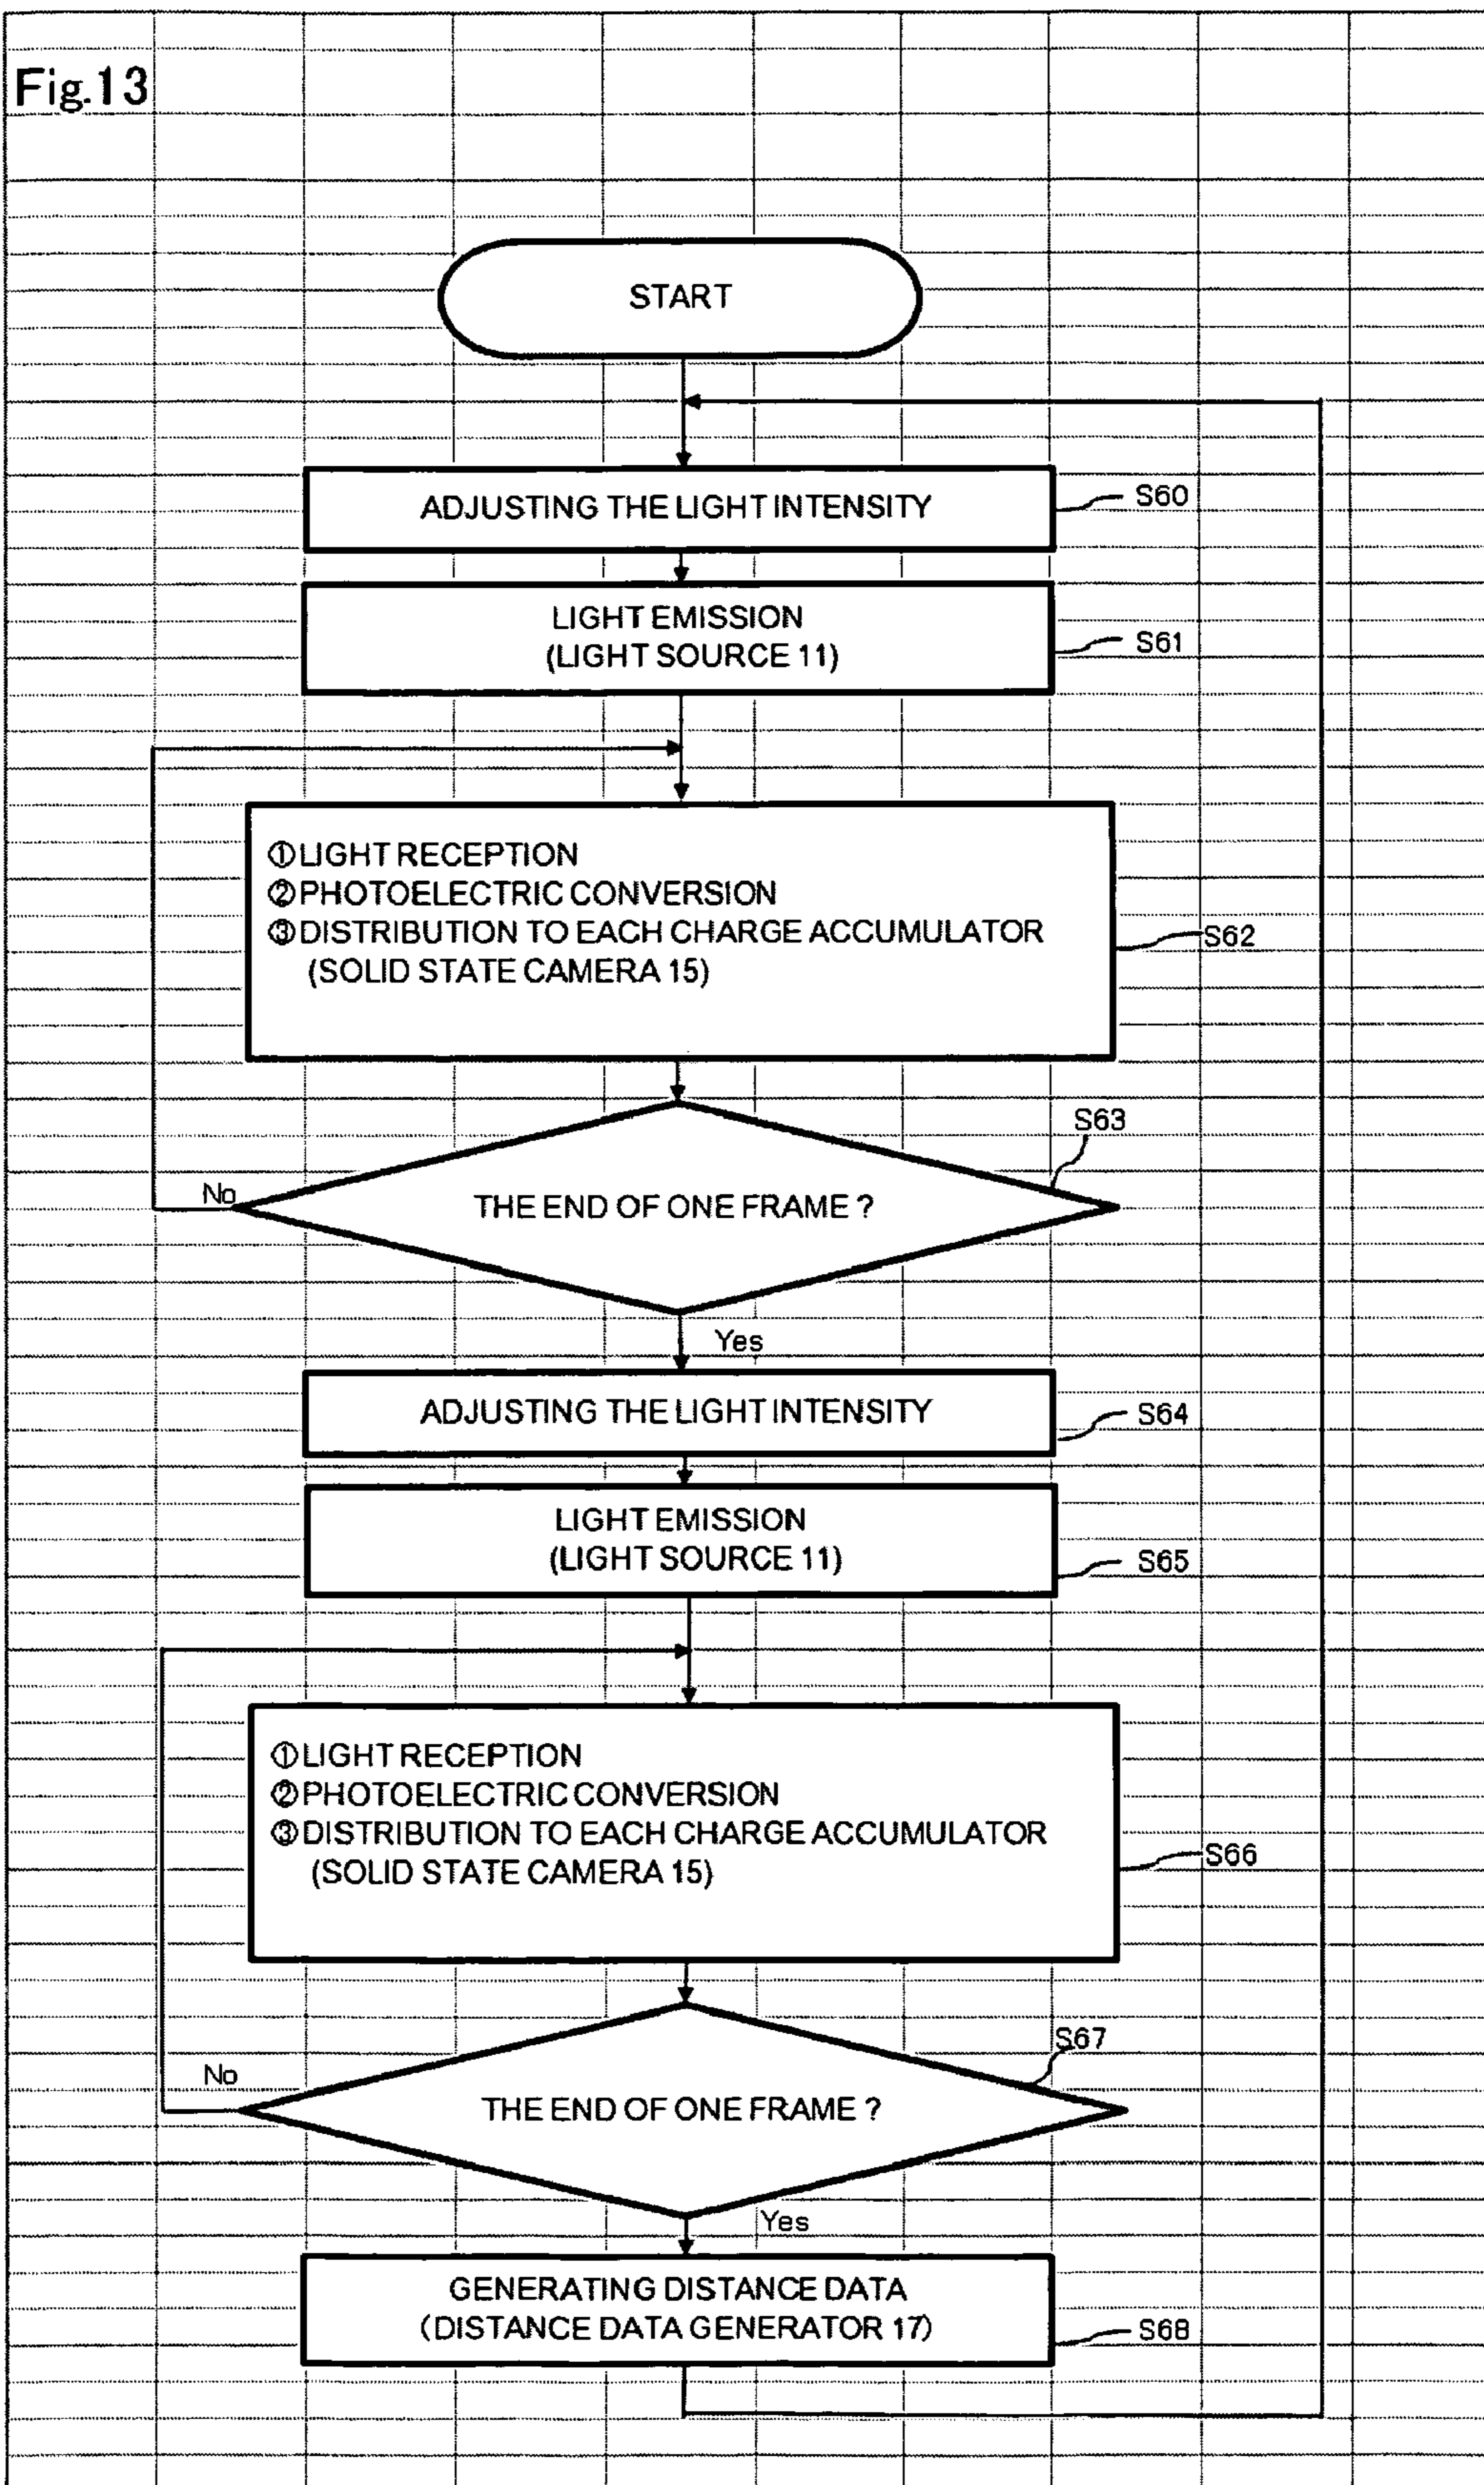 Fig.13
START
ADJUSTING THE LIGHT INTENSITY
S60
LIGHT EMISSION
(LIGHT SOURCE 11)
S61
①LIGHT RECEPTION
②PHOTOELECTRIC CONVERSION
③DISTRIBUTION TO EACH CHARGE ACCUMULATOR
(SOLID STATE CAMERA 15)
S62
S63
No
THE END OF ONE FRAME ?
Yes
ADJUSTING THE LIGHT INTENSITY
S64
LIGHT EMISSION
(LIGHT SOURCE 11)
S65
①LIGHT RECEPTION
②PHOTOELECTRIC CONVERSION
③DISTRIBUTION TO EACH CHARGE ACCUMULATOR
(SOLID STATE CAMERA 15)
S66
S67
No
THE END OF ONE FRAME ?
Yes
GENERATING DISTANCE DATA
(DISTANCE DATA GENERATOR 17)
S68